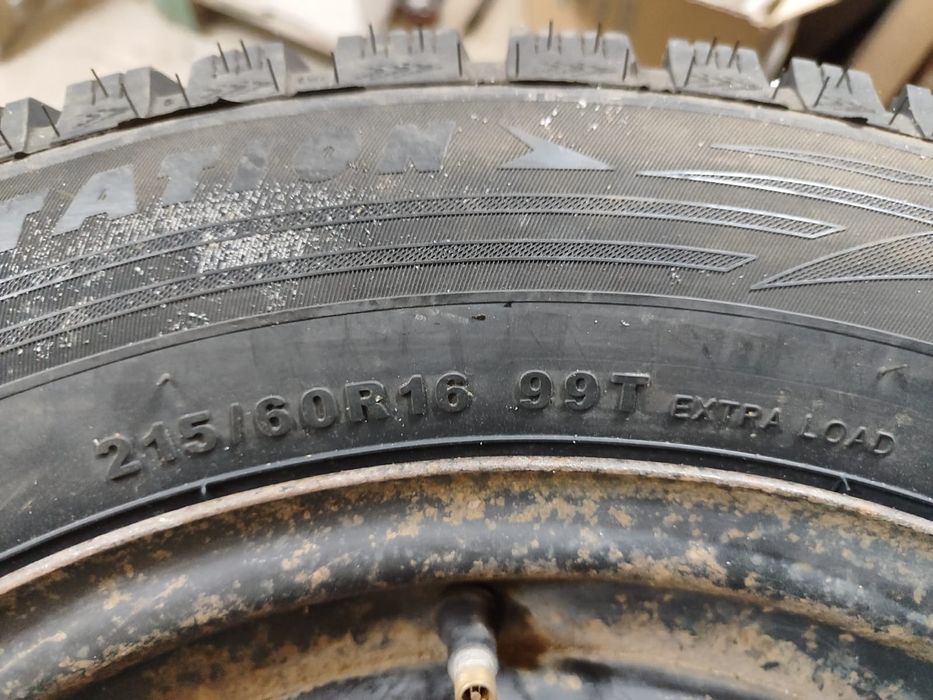 TATION
215/60R16 99T EXTRA LOAD